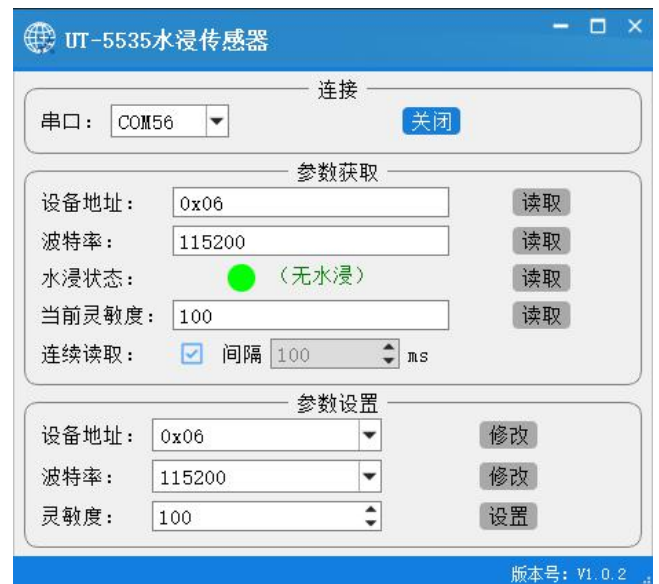 UT-5535水浸传感器
连接
串口： COM56 关闭
参数获取
设备地址： 0x06 读取
波特率： 115200 读取
水浸状态： （无水浸） 读取
当前灵敏度： 100 读取
连续读取： 间隔 100 ms
参数设置
设备地址： 0x06 修改
波特率： 115200 修改
灵敏度： 100 设置
版本号：V1.0.2